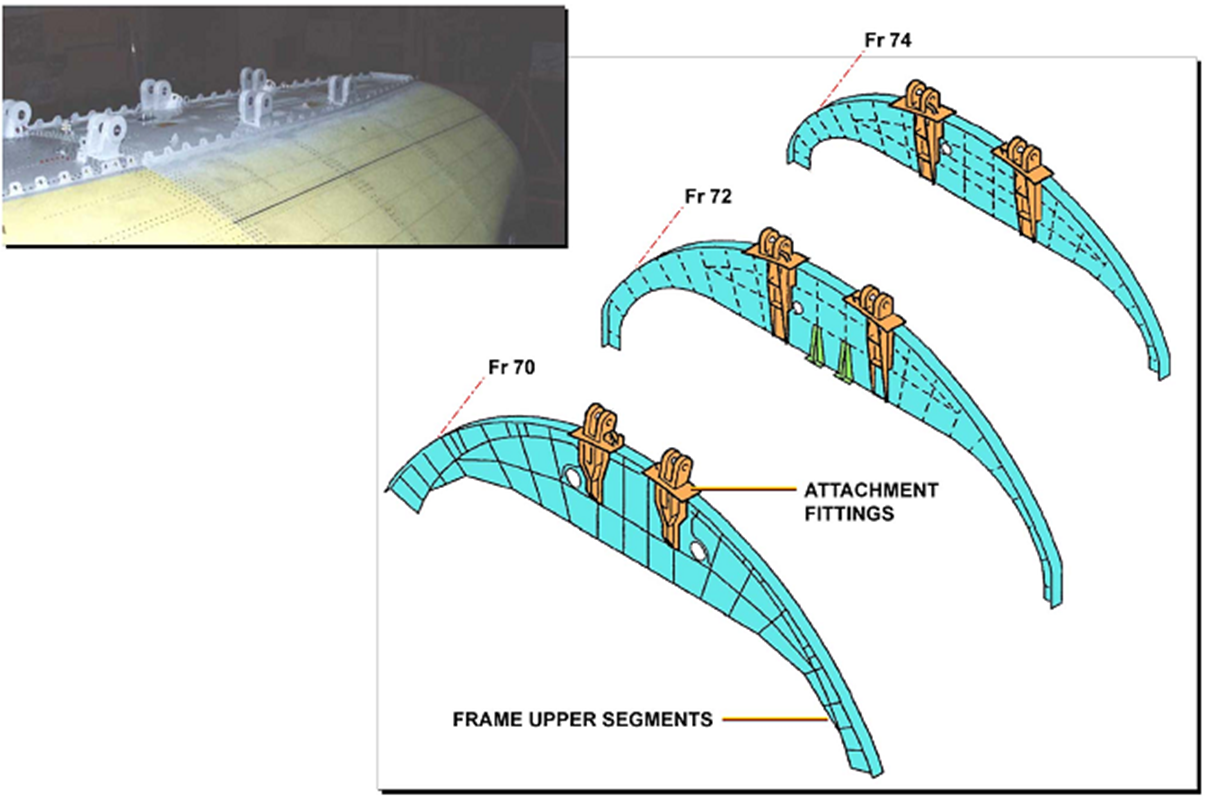 Fr 74
Fr 72
Fr 70
ATTACHMENT
FITTINGS
FRAME UPPER SEGMENTS